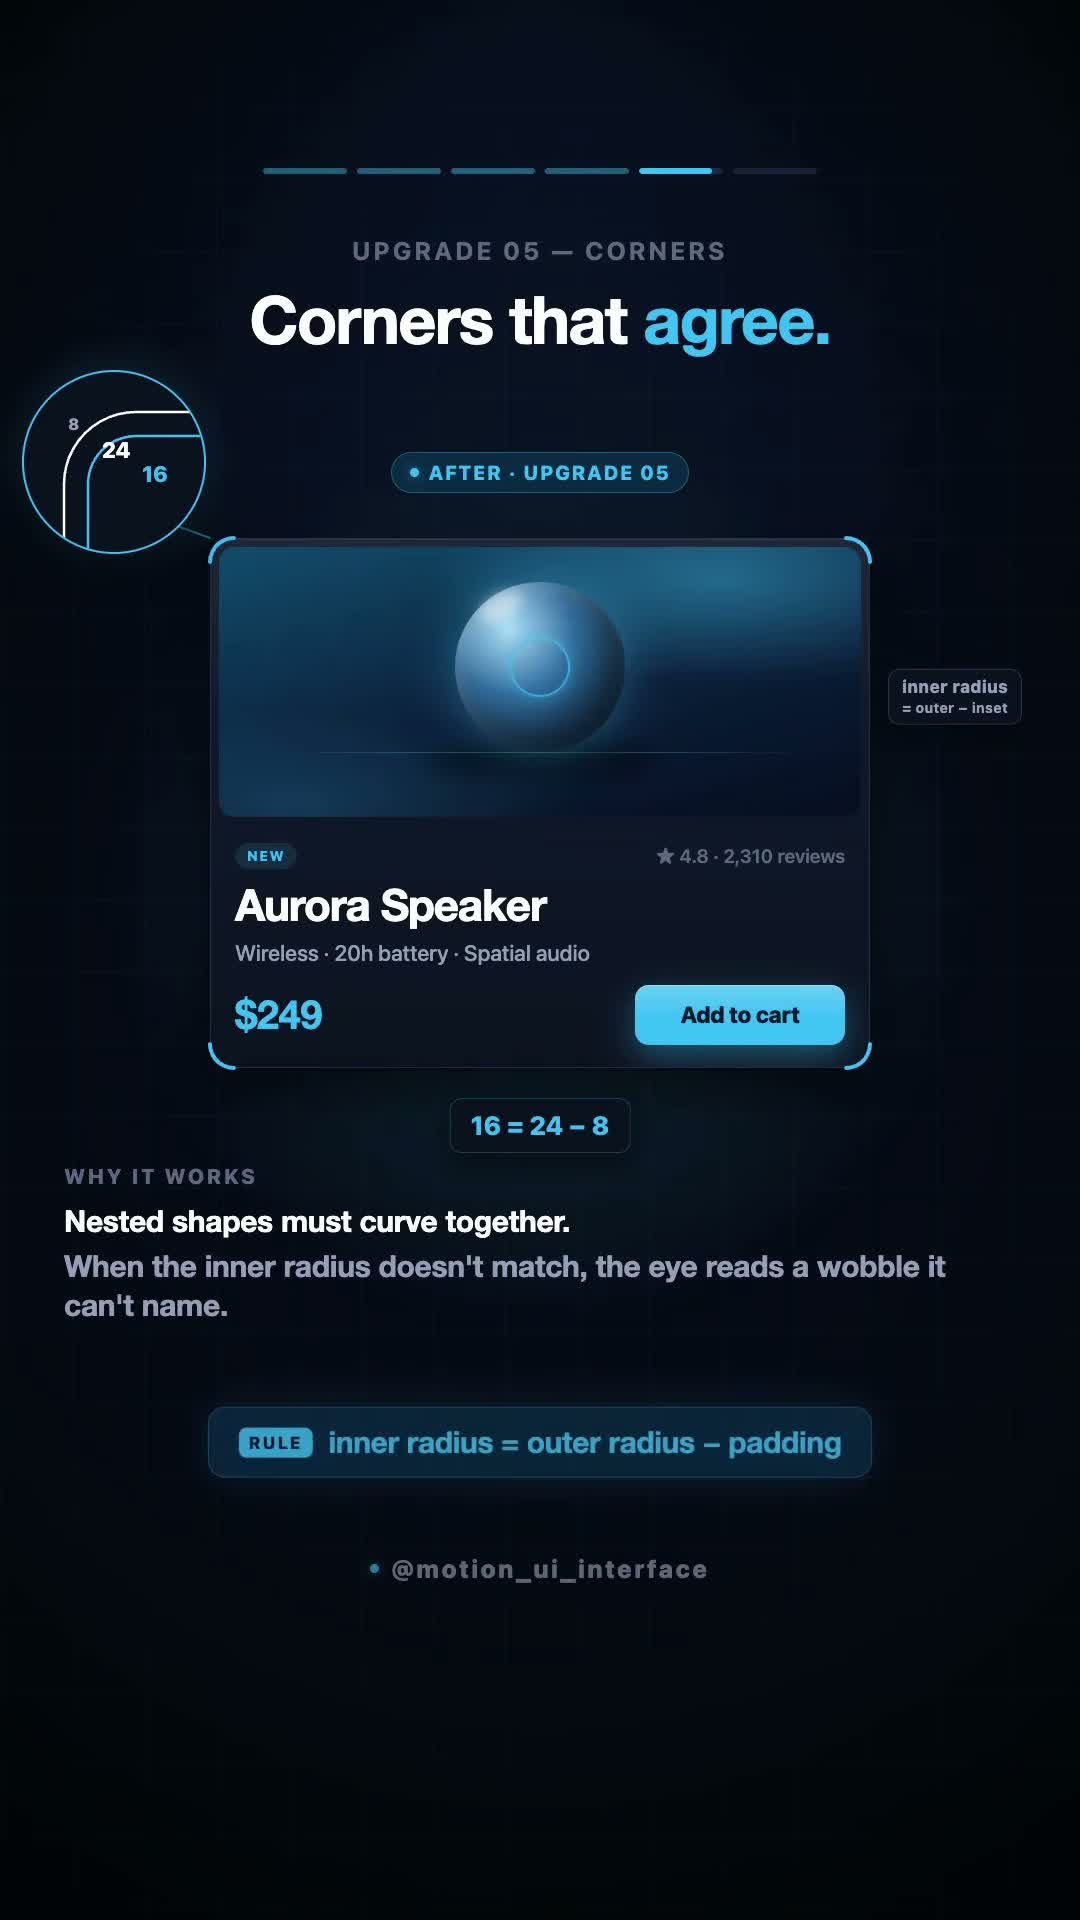 UPGRADE 05 — CORNERS
Corners that agree.
8
24
16
AFTER · UPGRADE 05
inner radius
= outer – inset
NEW
★ 4.8 · 2,310 reviews
Aurora Speaker
Wireless · 20h battery · Spatial audio
$249
Add to cart
16 = 24 – 8
WHY IT WORKS
Nested shapes must curve together.
When the inner radius doesn't match, the eye reads a wobble it
can't name.
RULE inner radius = outer radius – padding
@motion_ui_interface